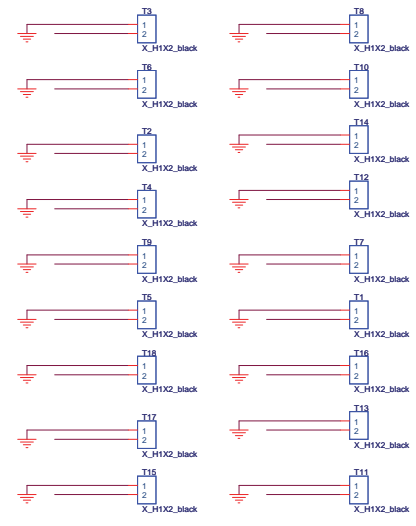 T3
1
2
X_H1X2_black
T6
1
2
X_H1X2_black
T2
1
2
X_H1X2_black
T4
1
2
X_H1X2_black
T9
1
2
X_H1X2_black
T5
1
2
X_H1X2_black
T18
1
2
X_H1X2_black
T17
1
2
X_H1X2_black
T15
1
2
X_H1X2_black
T8
1
2
X_H1X2_black
T10
1
2
X_H1X2_black
T14
1
2
X_H1X2_black
T12
1
2
X_H1X2_black
T7
1
2
X_H1X2_black
T1
1
2
X_H1X2_black
T16
1
2
X_H1X2_black
T13
1
2
X_H1X2_black
T11
1
2
X_H1X2_black